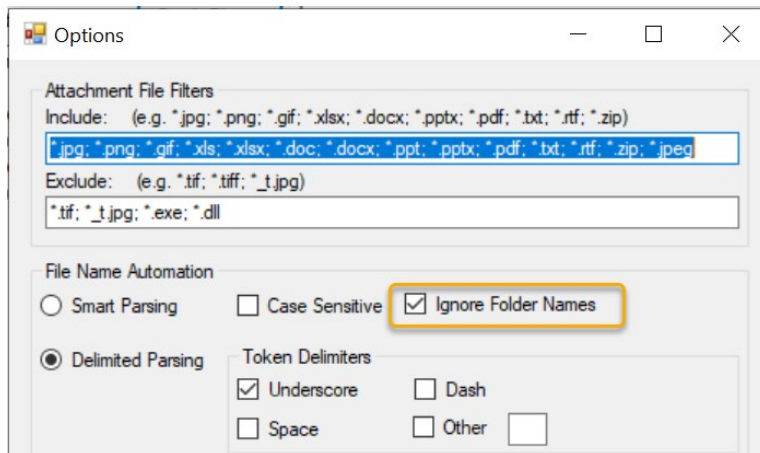 Options
Attachment File Filters
Include: (e.g. *.jpg; *.png; *.gif; *.xlsx; *.docx; *.pptx; *.pdf; *.txt; *.rtf; *.zip)
*.jpg; *.png; *.gif; *.xls; *.xlsx; *.doc; *.docx; *.ppt; *.pptx; *.pdf; *.txt; *.rtf; *.zip; *.jpeg
Exclude: (e.g. *.tif; *.tiff; *_t.jpg)
*.tif; *_t.jpg; *.exe; *.dll
File Name Automation
Smart Parsing Case Sensitive Ignore Folder Names
Delimited Parsing Token Delimiters
Underscore Dash
Space Other